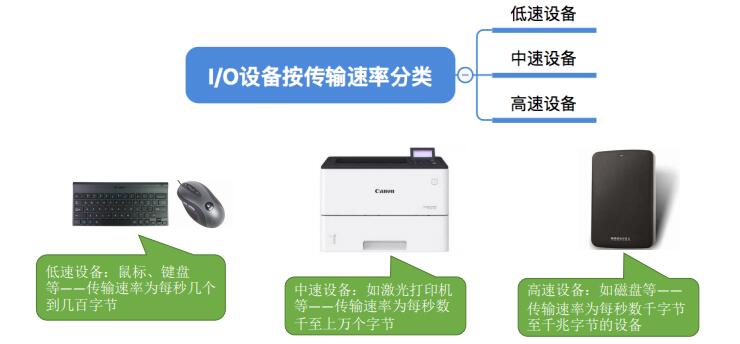 低速设备
I/O设备按传输速率分类
中速设备
高速设备
Canon
低速设备：鼠标、键盘
等——传输速率为每秒几个
到几百字节
中速设备：如激光打印机
等——传输速率为每秒数
千至上万个字节
高速设备：如磁盘等——
传输速率为每秒数千字节
至千兆字节的设备